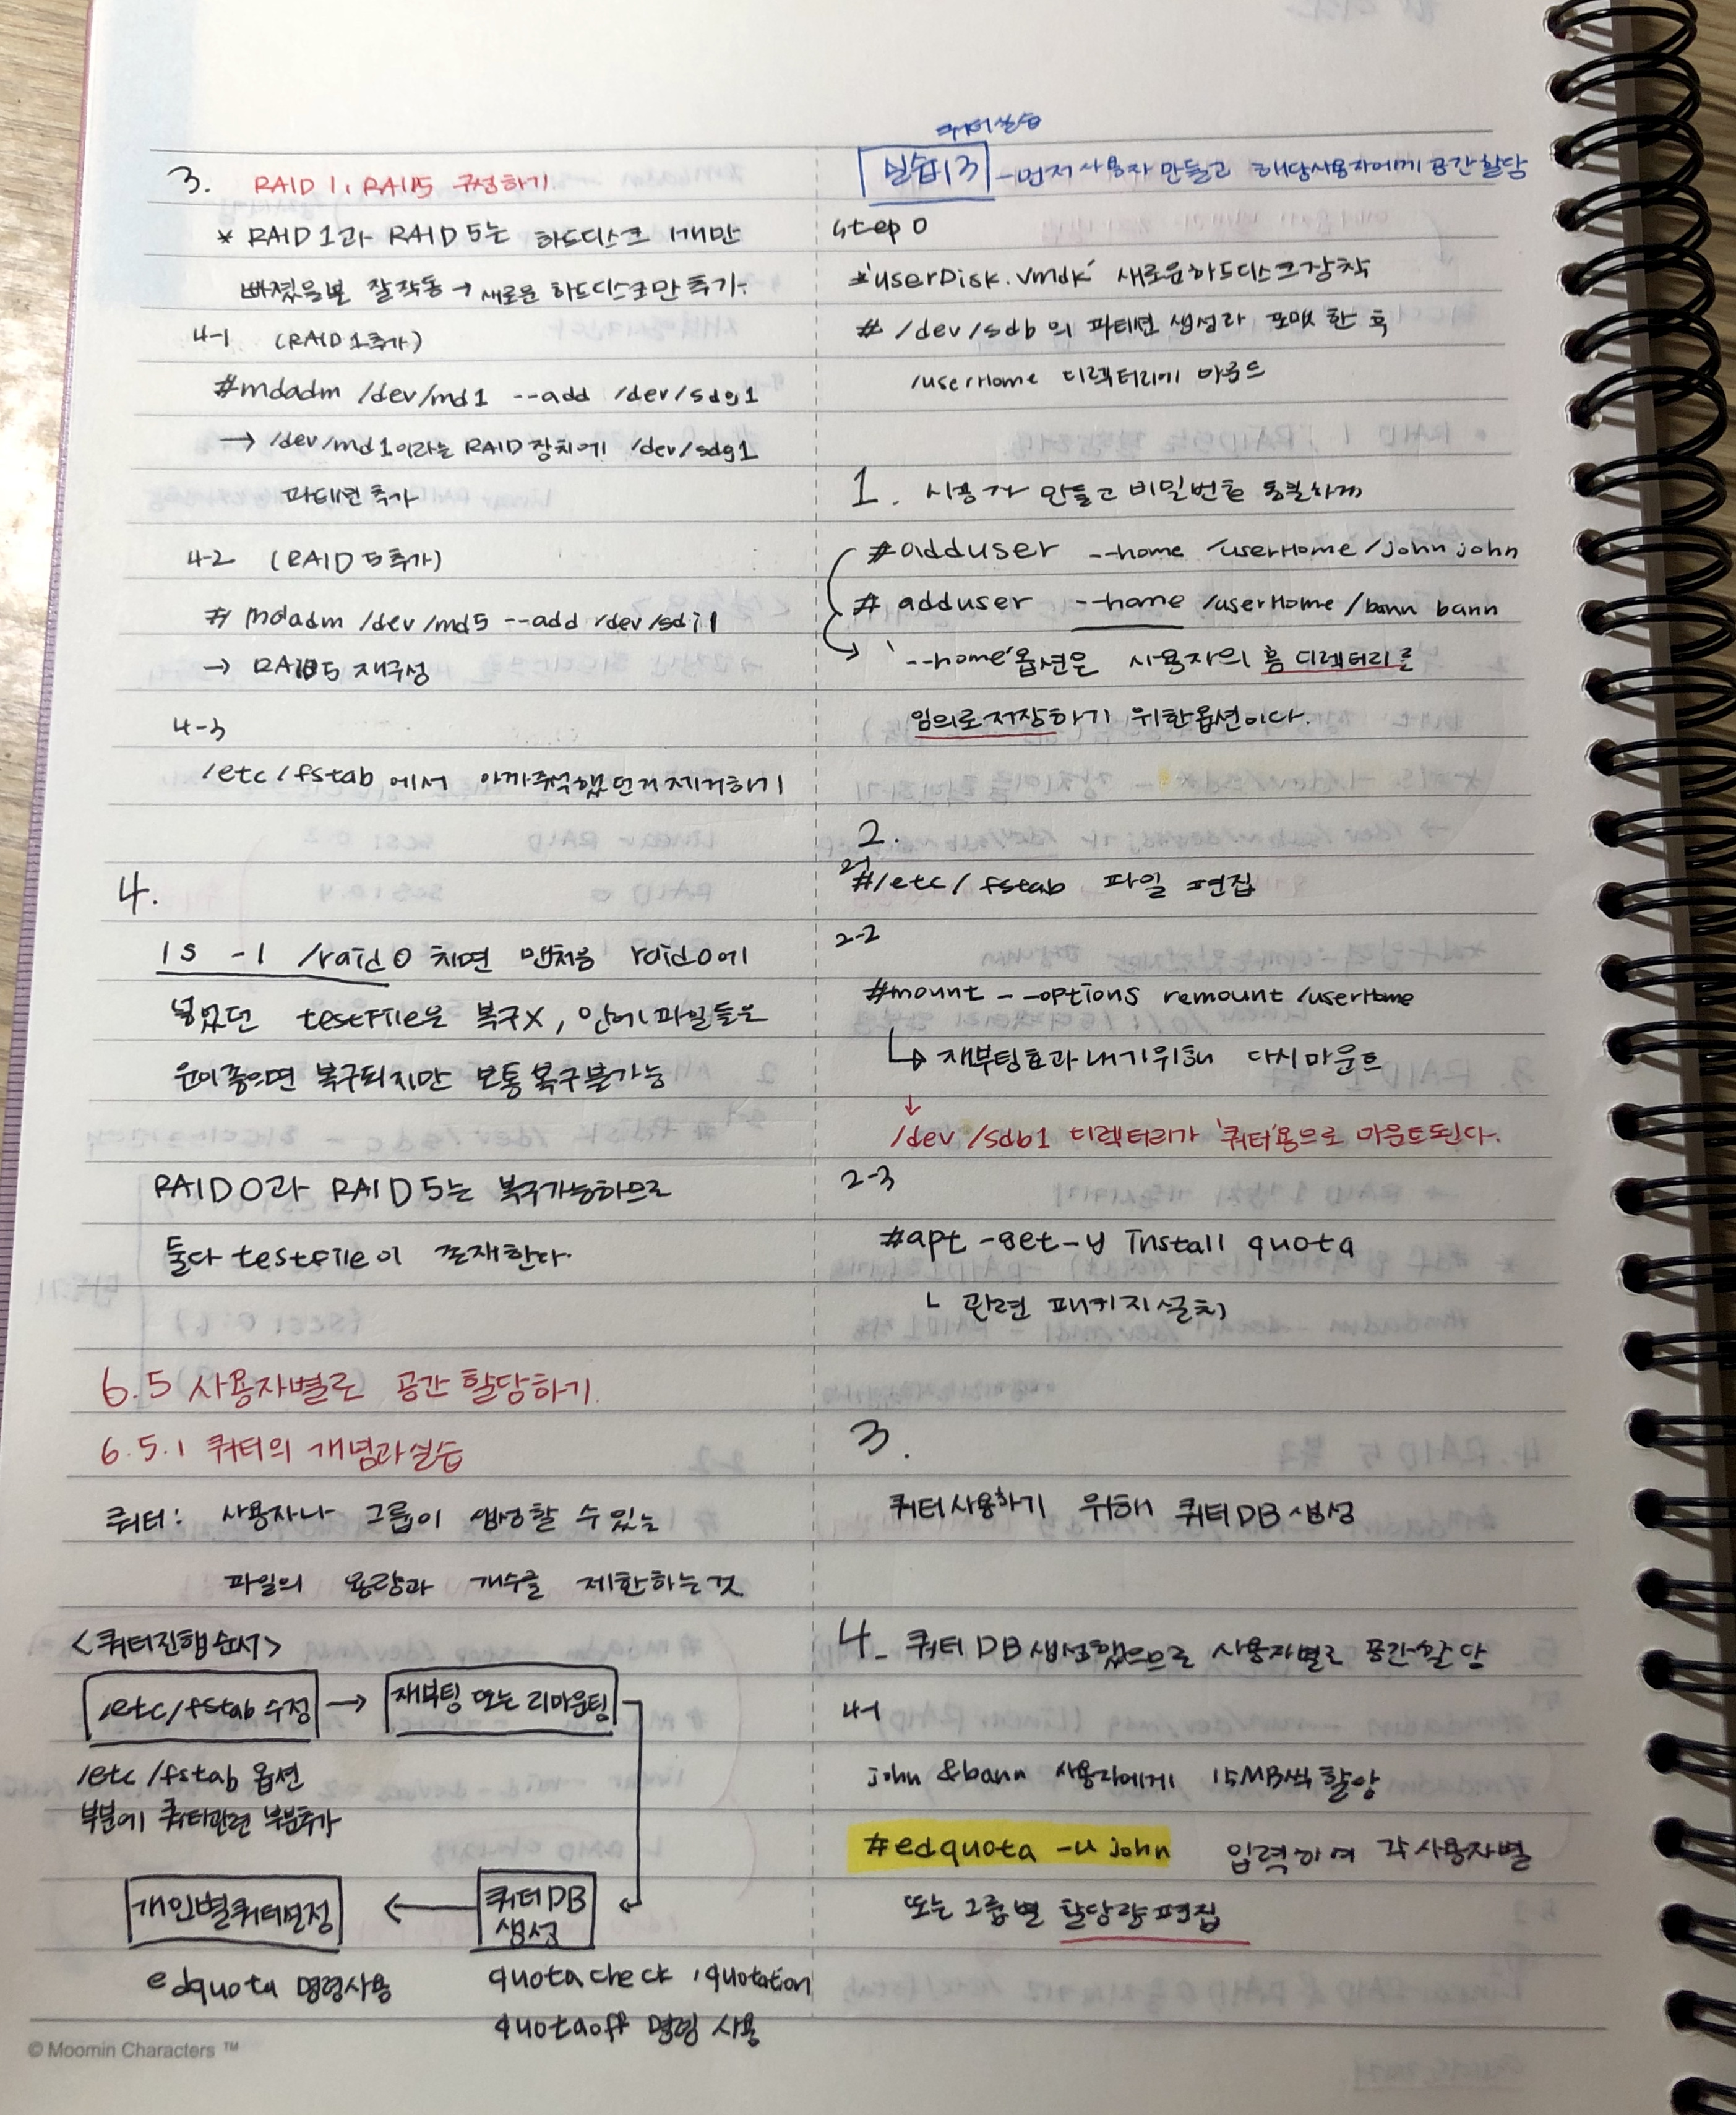 3. RAID 1, RAID5 구성하기
* RAID 1과 RAID 5는 하드디스크 1개만
빠졌을뿐 잘작동 → 새로운 하드디스크만 추가.
4-1 (RAID 1 추가)
#mdadm /dev/md1 --add /dev/sdg1
→ /dev/md1이라는 RAID 장치에 /dev/sdg1
파티션 추가
4-2 (RAID 5 추가)
# mdadm /dev/md5 --add /dev/sdi1
→ RAID5 재구성
4-3
/etc/fstab 에서 아까주석했던거 제거하기
4.
ls -l /raid0 치면 맨처음 raid0에
넣었던 testFile은 복구X, 안에 파일들은
운이좋으면 복구되지만 보통 복구불가능
RAID 0과 RAID 5는 복구가능하므로
둘다 testFile이 존재한다.
6.5 사용자별로 공간 할당하기
6.5.1 쿼터의 개념과실습
쿼터: 사용자나 그룹이 생성할 수 있는
파일의 용량과 개수를 제한하는것
<쿼터진행순서>
/etc/fstab 수정 → 재부팅 또는 리마운팅
/etc/fstab 옵션
부분에 쿼터관련 부분추가
개인별쿼터설정 ← 쿼터DB
생성
edquota 명령사용
quotacheck, quotation
quotaoff 명령 사용
쿼터실습
실습13 - 먼저 사용자 만들고 해당사용자에게 공간할당
step 0
*'userDisk.vmdk' 새로운하드디스크장착
# /dev/sdb 의 파티션 생성과 포맷 한 후
/userHome 디렉터리에 마운트
1. 사용자 만들고 비밀번호 동일하게
#adduser --home /userHome/john john
# adduser --home /userHome/bann bann
'--home'옵션은 사용자의 홈 디렉터리를
임의로저장하기 위한옵션이다.
2.
2-1
#/etc/fstab 파일 편집
2-2
#mount --options remount /userHome
↳ 재부팅효과내기위해 다시마운트
↓
/dev/sdb1 디렉터리가 '쿼터'용으로 마운트된다.
2-3
#apt-get -y install quota
└ 관련 패키지설치
3.
쿼터사용하기 위해 쿼터DB생성
4. 쿼터DB생성했으므로 사용자별로 공간할당
4-1
john &bann 사용자에게 15MB씩 할당
#edquota -u john 입력하여 각 사용자별
또는 그룹별 할당량편집
© Moomin Characters ™